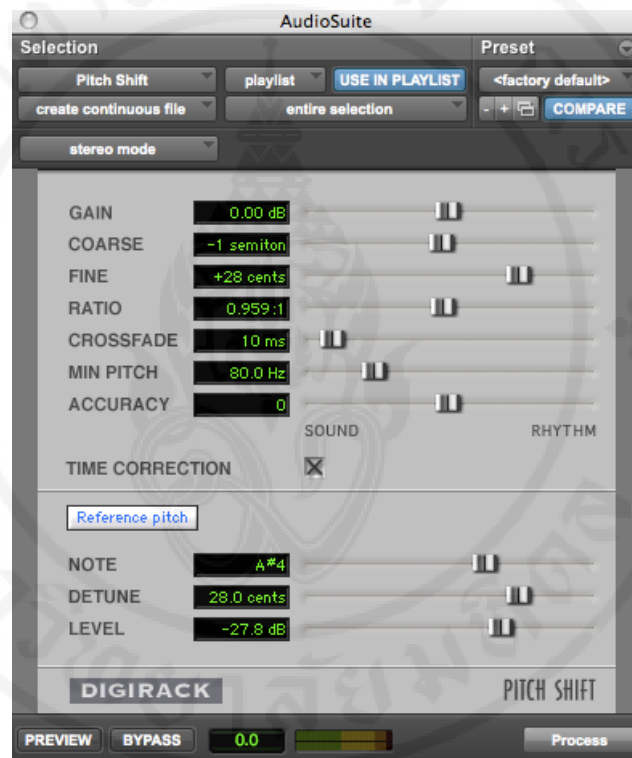 AudioSuite
Selection Preset
Pitch Shift playlist USE IN PLAYLIST <factory default>
create continuous file entire selection - + COMPARE
stereo mode
GAIN 0.00 dB
COARSE -1 semiton
FINE +28 cents
RATIO 0.959:1
CROSSFADE 10 ms
MIN PITCH 80.0 Hz
ACCURACY 0
SOUND RHYTHM
TIME CORRECTION
Reference pitch
NOTE A#4
DETUNE 28.0 cents
LEVEL -27.8 dB
DIGIRACK PITCH SHIFT
PREVIEW BYPASS 0.0 Process